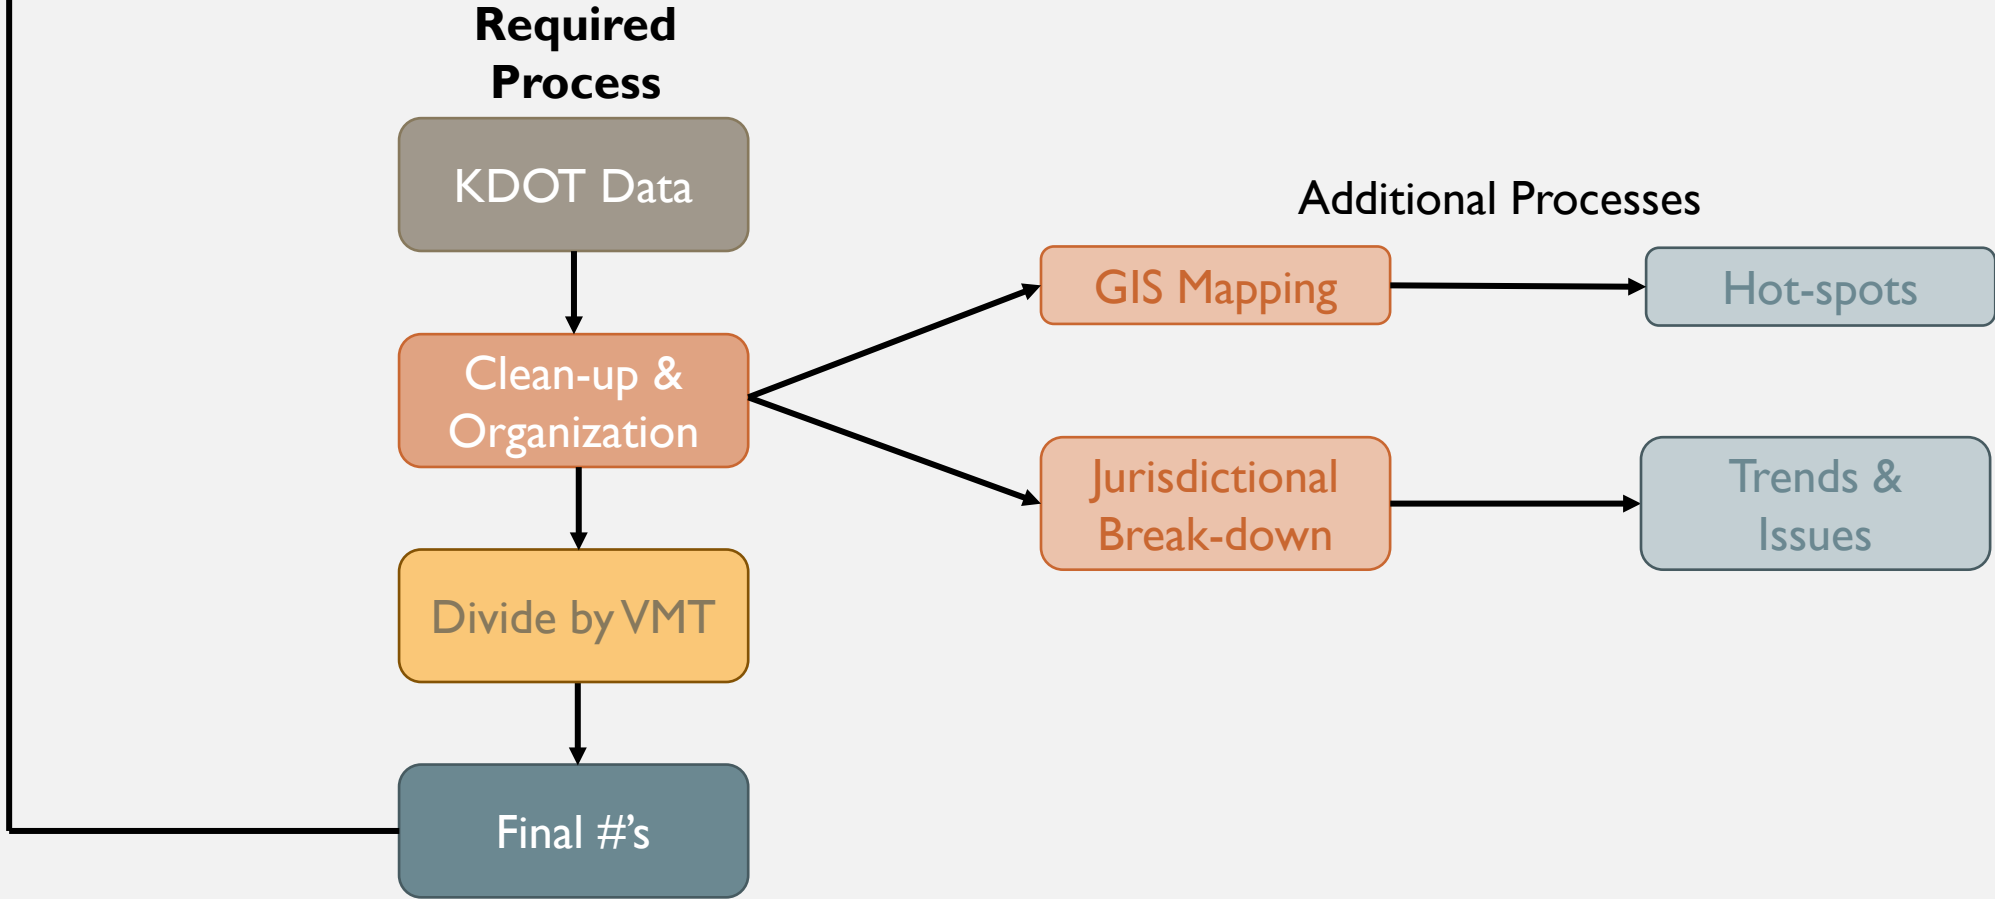 Required
Process
KDOT Data
Clean-up &
Organization
Divide by VMT
Final #’s
Additional Processes
GIS Mapping
Hot-spots
Jurisdictional
Break-down
Trends &
Issues